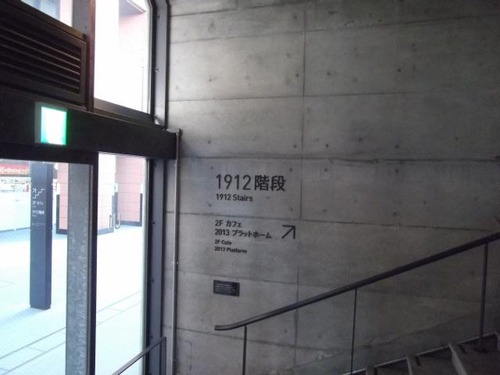 1912階段
1912 Stairs
2F カフェ
2013 プラットホーム
2F Cafe
2013 Platform